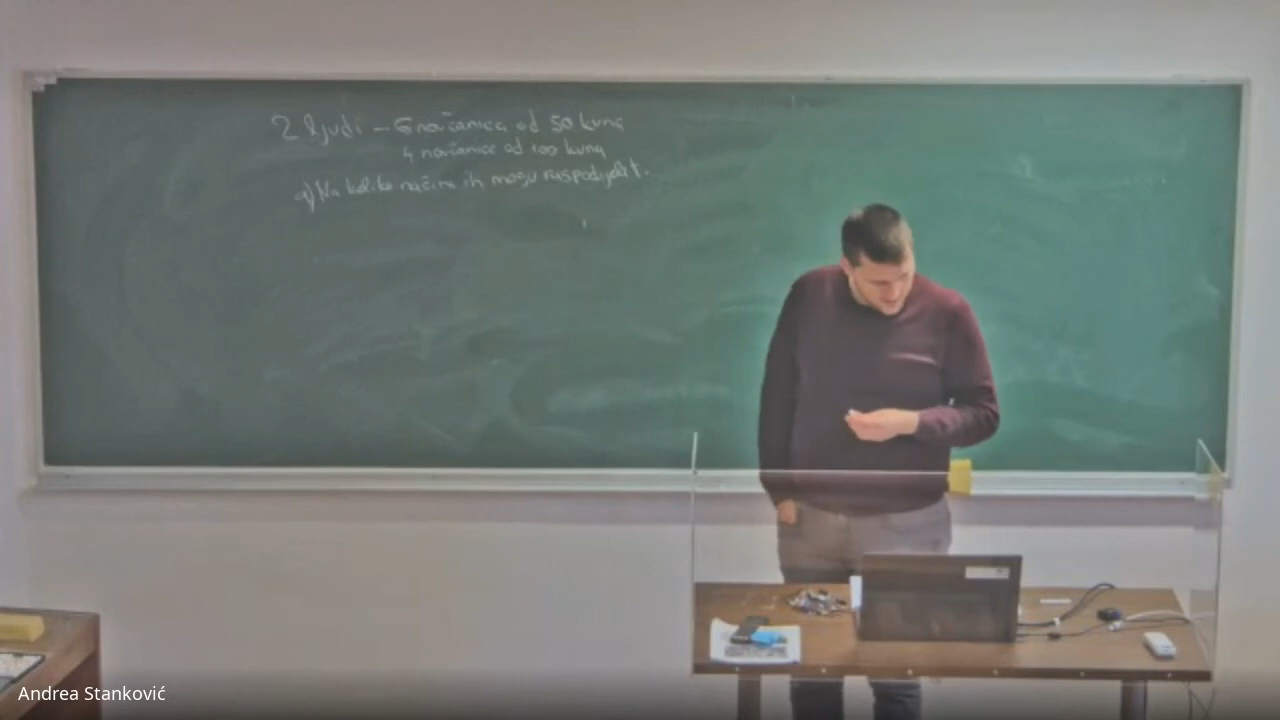 2 ljudi – 6 novčanica od 50 kuna
4 novčanice od 100 kuna
a) Na koliko načina ih mogu raspodijelit.
Andrea Stanković